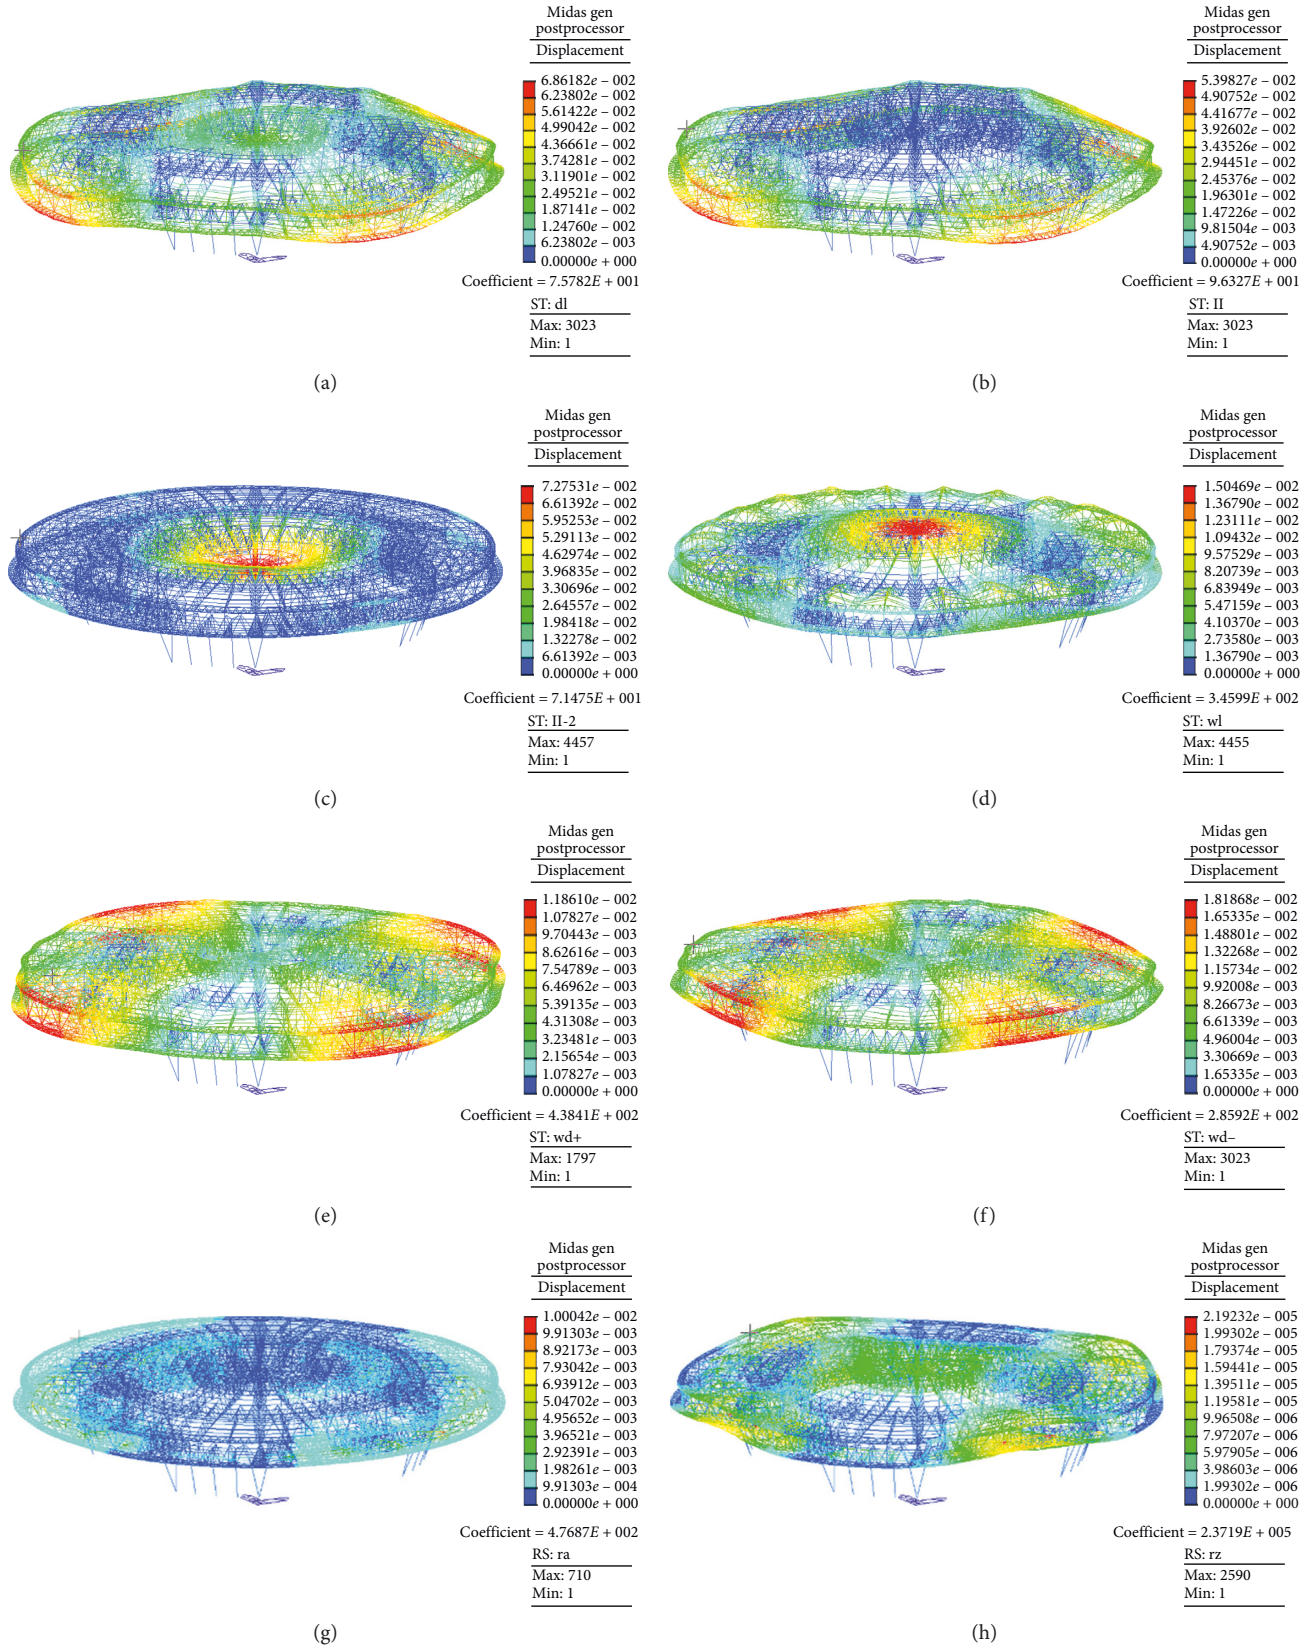 Midas gen
postprocessor
Displacement
6.86182e – 002
6.23802e – 002
5.61422e – 002
4.99042e – 002
4.36661e – 002
3.74281e – 002
3.11901e – 002
2.49521e – 002
1.87141e – 002
1.24760e – 002
6.23802e – 003
0.00000e + 000
Coefficient = 7.5782E + 001
ST: dl
Max: 3023
Min: 1
(a)
Midas gen
postprocessor
Displacement
5.39827e – 002
4.90752e – 002
4.41677e – 002
3.92602e – 002
3.43526e – 002
2.94451e – 002
2.45376e – 002
1.96301e – 002
1.47226e – 002
9.81504e – 003
4.90752e – 003
0.00000e + 000
Coefficient = 9.6327E + 001
ST: II
Max: 3023
Min: 1
(b)
Midas gen
postprocessor
Displacement
7.27531e – 002
6.61392e – 002
5.95253e – 002
5.29113e – 002
4.62974e – 002
3.96835e – 002
3.30696e – 002
2.64557e – 002
1.98418e – 002
1.32278e – 002
6.61392e – 003
0.00000e + 000
Coefficient = 7.1475E + 001
ST: II-2
Max: 4457
Min: 1
(c)
Midas gen
postprocessor
Displacement
1.50469e – 002
1.36790e – 002
1.23111e – 002
1.09432e – 002
9.57529e – 003
8.20739e – 003
6.83949e – 003
5.47159e – 003
4.10370e – 003
2.73580e – 003
1.36790e – 003
0.00000e + 000
Coefficient = 3.4599E + 002
ST: wl
Max: 4455
Min: 1
(d)
Midas gen
postprocessor
Displacement
1.18610e – 002
1.07827e – 002
9.70443e – 003
8.62616e – 003
7.54789e – 003
6.46962e – 003
5.39135e – 003
4.31308e – 003
3.23481e – 003
2.15654e – 003
1.07827e – 003
0.00000e + 000
Coefficient = 4.3841E + 002
ST: wd+
Max: 1797
Min: 1
(e)
Midas gen
postprocessor
Displacement
1.81868e – 002
1.65335e – 002
1.48801e – 002
1.32268e – 002
1.15734e – 002
9.92008e – 003
8.26673e – 003
6.61339e – 003
4.96004e – 003
3.30669e – 003
1.65335e – 003
0.00000e + 000
Coefficient = 2.8592E + 002
ST: wd–
Max: 3023
Min: 1
(f)
Midas gen
postprocessor
Displacement
1.00042e – 002
9.91303e – 003
8.92173e – 003
7.93042e – 003
6.93912e – 003
5.04702e – 003
4.95652e – 003
3.96521e – 003
2.92391e – 003
1.98261e – 003
9.91303e – 004
0.00000e + 000
Coefficient = 4.7687E + 002
RS: ra
Max: 710
Min: 1
(g)
Midas gen
postprocessor
Displacement
2.19232e – 005
1.99302e – 005
1.79374e – 005
1.59441e – 005
1.39511e – 005
1.19581e – 005
9.96508e – 006
7.97207e – 006
5.97905e – 006
3.98603e – 006
1.99302e – 006
0.00000e + 000
Coefficient = 2.3719E + 005
RS: rz
Max: 2590
Min: 1
(h)